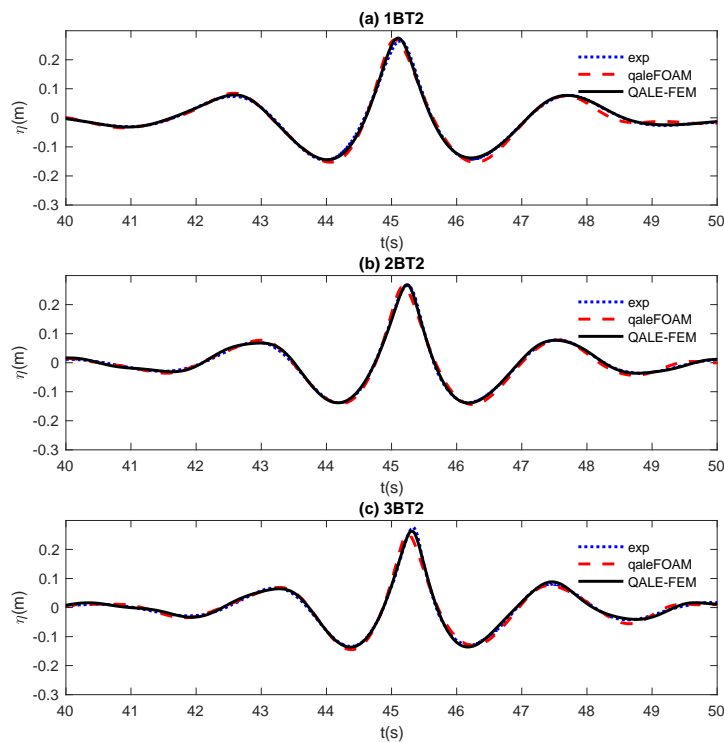 (a) 1BT2
0.2
0.1
0
-0.1
-0.2
-0.3
η(m)
exp
qaleFOAM
QALE-FEM
40 41 42 43 44 45 46 47 48 49 50
t(s)
(b) 2BT2
0.2
0.1
0
-0.1
-0.2
-0.3
η(m)
exp
qaleFOAM
QALE-FEM
40 41 42 43 44 45 46 47 48 49 50
t(s)
(c) 3BT2
0.2
0.1
0
-0.1
-0.2
-0.3
η(m)
exp
qaleFOAM
QALE-FEM
40 41 42 43 44 45 46 47 48 49 50
t(s)